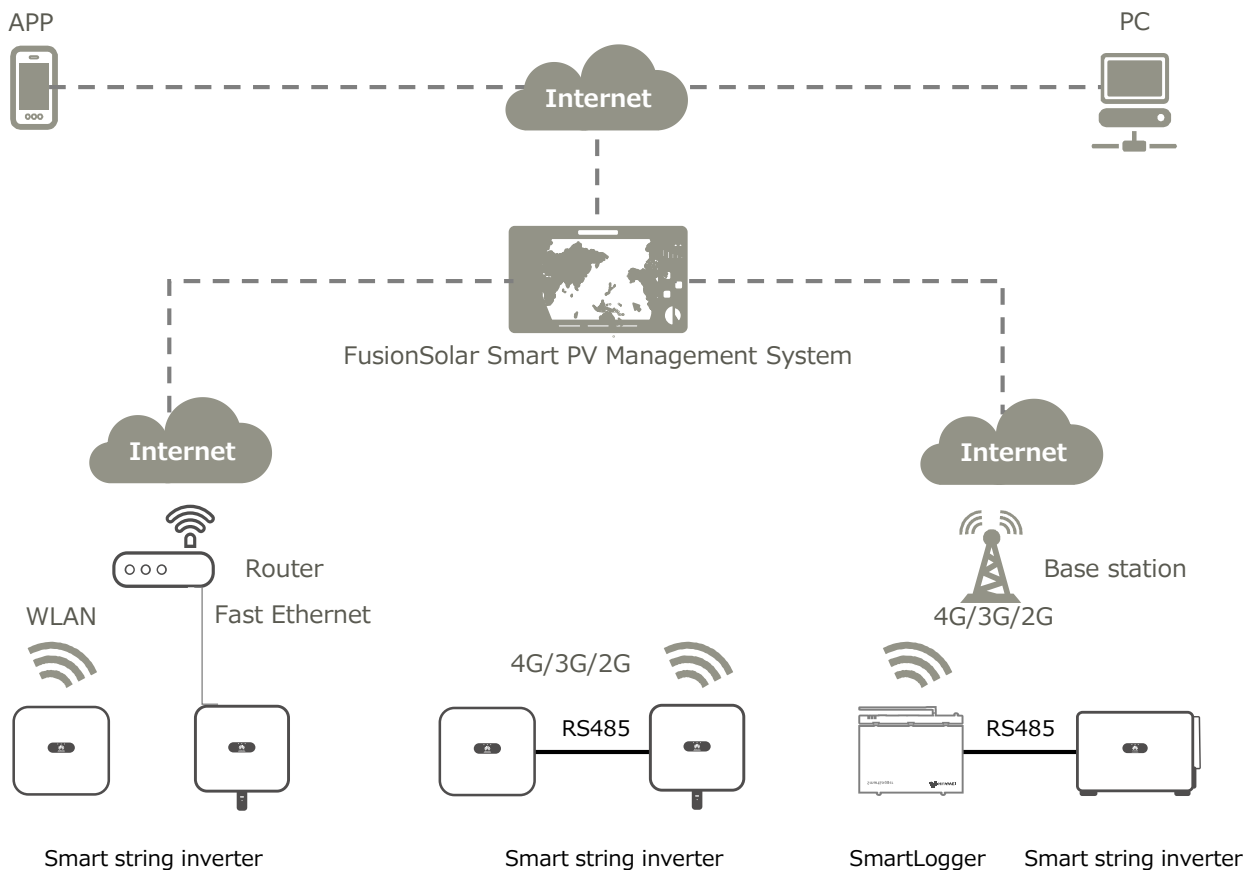 APP
PC
Internet
FusionSolar Smart PV Management System
Internet
Internet
Router
Base station
WLAN
Fast Ethernet
4G/3G/2G
4G/3G/2G
RS485
RS485
Smart string inverter
Smart string inverter
SmartLogger
Smart string inverter